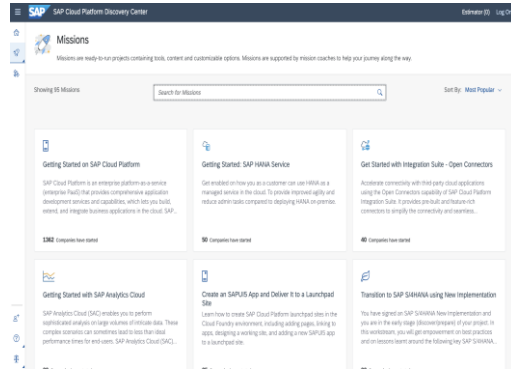 SAP SAP Cloud Platform Discovery Center Estimator (0) Log On
Missions
Missions are ready-to-run projects containing tools, content and customizable options. Missions are supported by mission coaches to help your journey along the way.
Showing 95 Missions
Search for Missions
Sort By: Most Popular
Getting Started on SAP Cloud Platform
SAP Cloud Platform is an enterprise platform-as-a-service
(enterprise PaaS) that provides comprehensive application
development services and capabilities, which lets you build,
extend, and integrate business applications in the cloud. SAP...
1362 Companies have started
Getting Started: SAP HANA Service
Get enabled on how you as a customer can use HANA as a
managed service in the cloud. To provide improved agility and
reduce admin tasks compared to deploying HANA on-premise.
50 Companies have started
Get Started with Integration Suite - Open Connectors
Accelerate connectivity with third-party cloud applications
using the Open Connectors capability of SAP Cloud Platform
Integration Suite. It provides pre-built and feature-rich
connectors to simplify the connectivity and seamless...
40 Companies have started
Getting Started with SAP Analytics Cloud
SAP Analytics Cloud (SAC) enables you to perform
sophisticated analysis on large volumes of intricate data. These
complex scenarios can sometimes lead to less than ideal
performance times for end-users. SAP Analytics Cloud (SAC)...
Create an SAPUI5 App and Deliver it to a Launchpad
Site
Learn how to create SAP Cloud Platform launchpad sites in the
Cloud Foundry environment, including adding pages, linking to
apps, designing a working site, and adding a new SAPUI5 app
to a launchpad site.
Transition to SAP S/4HANA using New Implementation
You have signed on SAP S/4HANA New Implementation and
you are in the early stage (discover/prepare) of your project. In
this workstream, you will get empowerment on best practices
and on lessons learnt around the following key SAP S/4HANA...